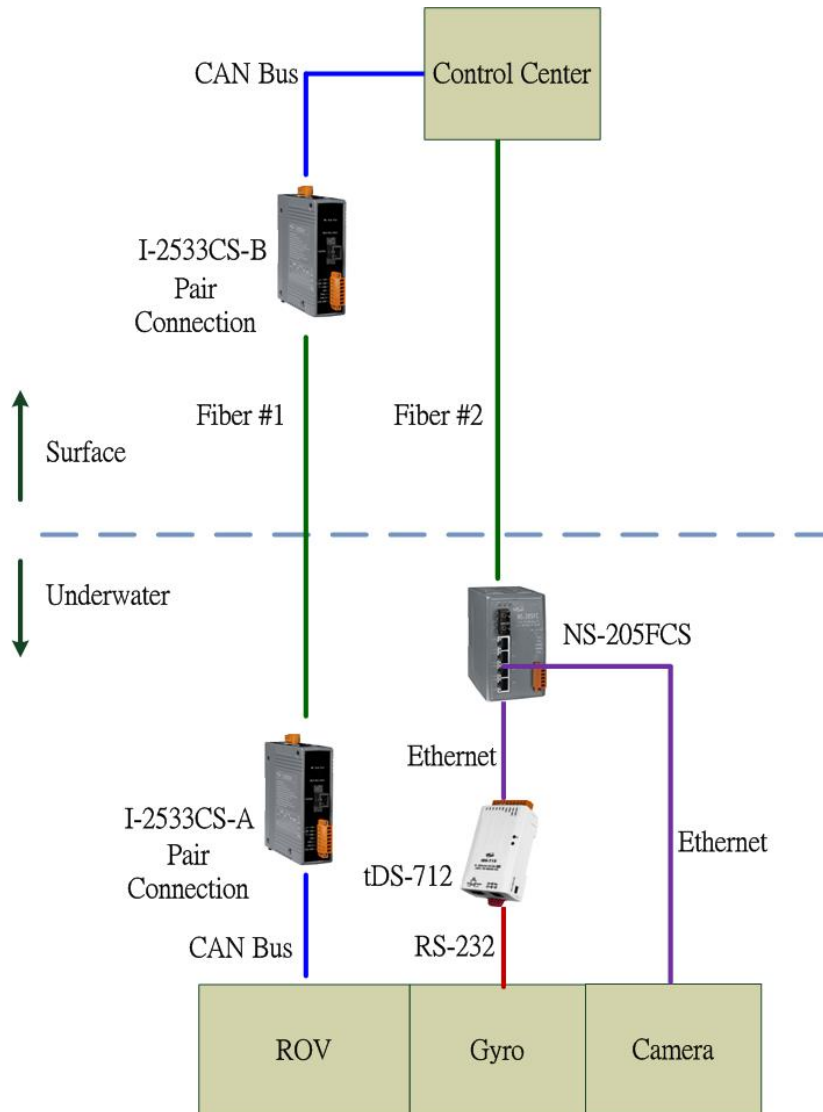 CAN Bus
Control Center
I-2533CS-B
Pair
Connection
Fiber #1
Fiber #2
Surface
Underwater
NS-205FCS
Ethernet
I-2533CS-A
Pair
Connection
tDS-712
Ethernet
CAN Bus
RS-232
ROV
Gyro
Camera